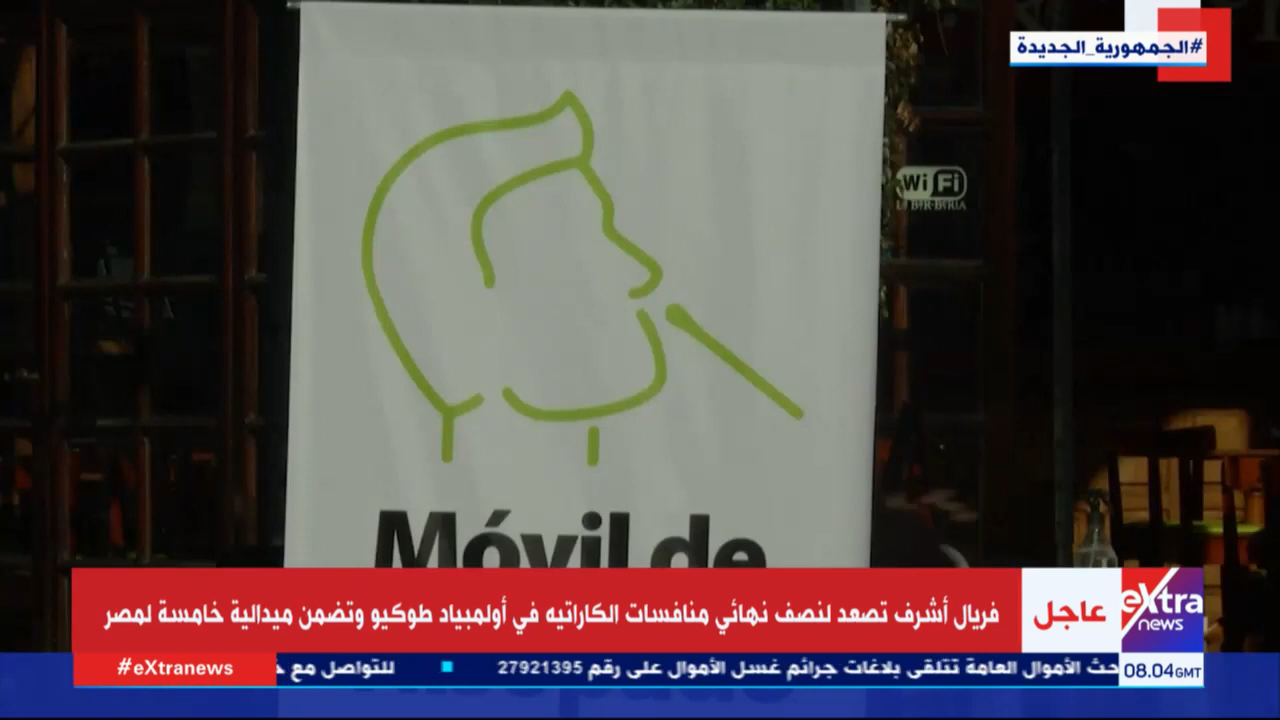 #الجمهورية_الجديدة
WiFi
Móvil de
عاجل
فريال أشرف تصعد لنصف نهائي منافسات الكاراتيه في أولمبياد طوكيو وتضمن ميدالية خامسة لمصر
eXtra
news
#eXtranews
حث الأموال العامة تتلقى بلاغات جرائم غسل الأموال على رقم 27921395 للتواصل مع
08.04GMT